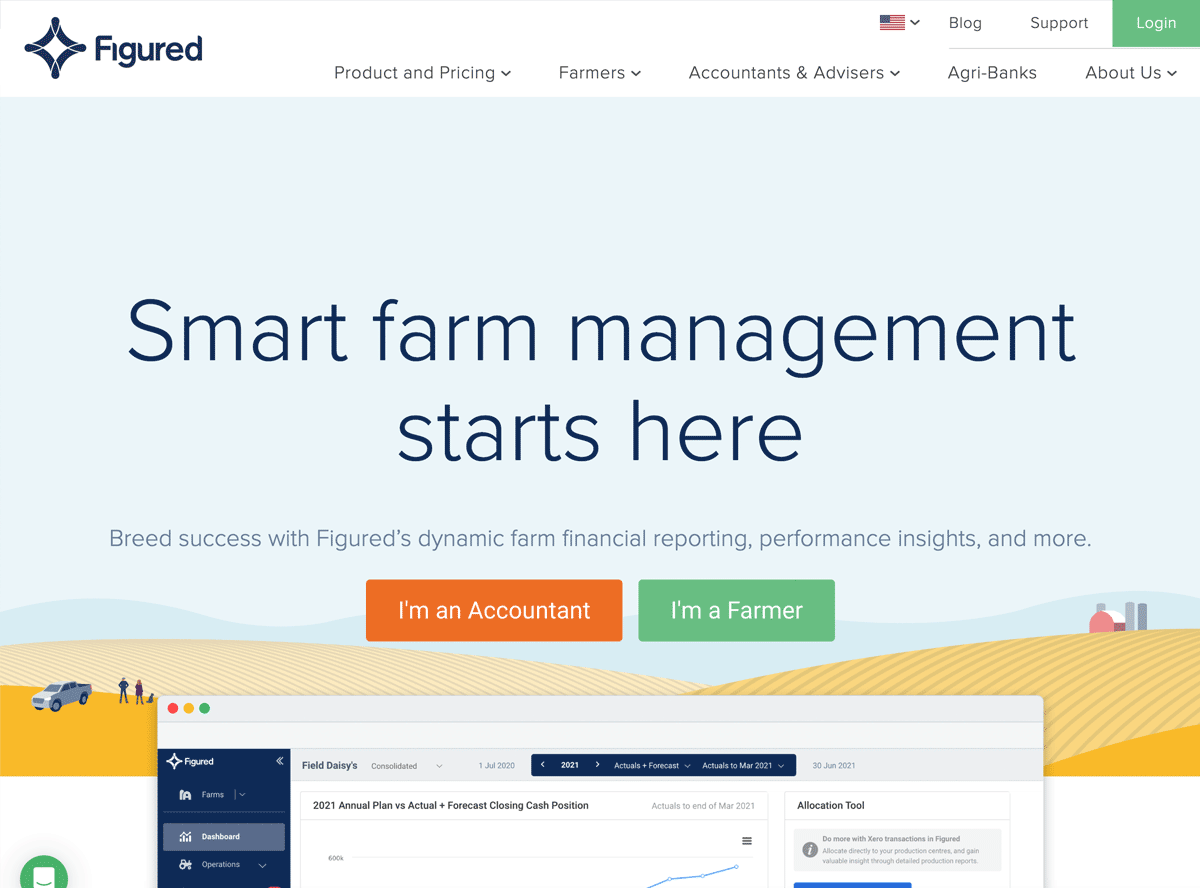 Figured
Blog
Support
Login
Product and Pricing
Farmers
Accountants & Advisers
Agri-Banks
About Us
Smart farm management
starts here
Breed success with Figured’s dynamic farm financial reporting, performance insights, and more.
I'm an Accountant
I'm a Farmer
Figured
Field Daisy's
Consolidated
1 Jul 2020
2021
Actuals + Forecast
Actuals to Mar 2021
30 Jun 2021
Farms
2021 Annual Plan vs Actual + Forecast Closing Cash Position
Actuals to end of Mar 2021
Allocation Tool
Dashboard
Do more with Xero transactions in Figured
Allocate directly to your production centres, and gain
valuable insight through detailed production reports.
600k
Operations